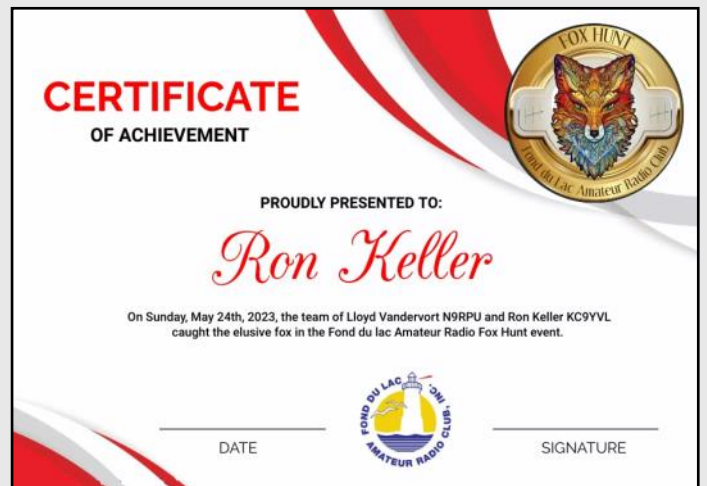 CERTIFICATE
OF ACHIEVEMENT
FOX HUNT
Fond du Lac Amateur Radio Club
PROUDLY PRESENTED TO:
Ron Keller
On Sunday, May 24th, 2023, the team of Lloyd Vandervort N9RPU and Ron Keller KC9YVL
caught the elusive fox in the Fond du lac Amateur Radio Fox Hunt event.
FOND DU LAC
AMATEUR RADIO CLUB, INC.
DATE
SIGNATURE